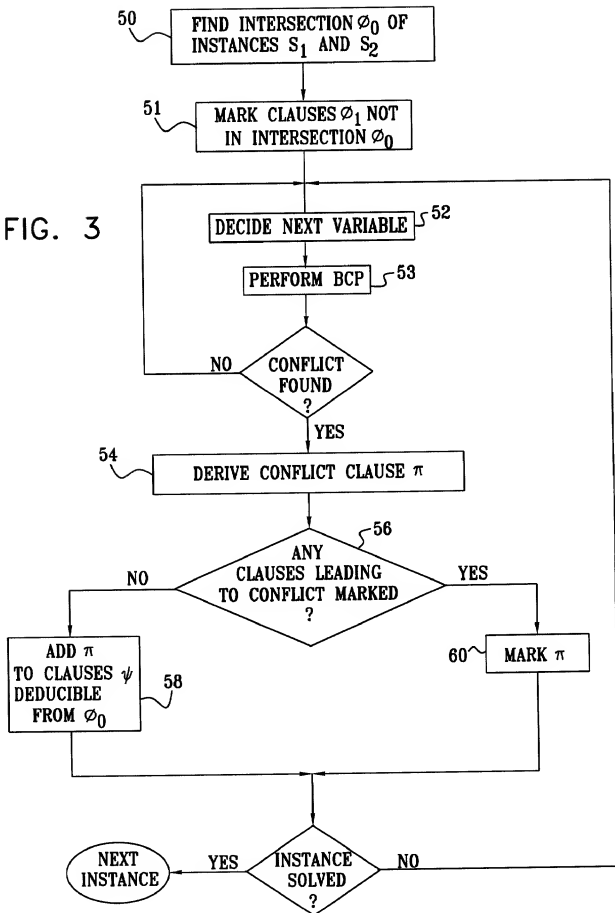 50
FIND INTERSECTION ∅₀ OF
INSTANCES S₁ AND S₂
51
MARK CLAUSES ∅₁ NOT
IN INTERSECTION ∅₀
FIG. 3
DECIDE NEXT VARIABLE
52
PERFORM BCP
53
NO
CONFLICT
FOUND
?
YES
54
DERIVE CONFLICT CLAUSE π
56
ANY
CLAUSES LEADING
TO CONFLICT MARKED
?
NO
YES
ADD π
TO CLAUSES ψ
DEDUCIBLE
FROM ∅₀
58
60
MARK π
NEXT
INSTANCE
YES
INSTANCE
SOLVED
?
NO